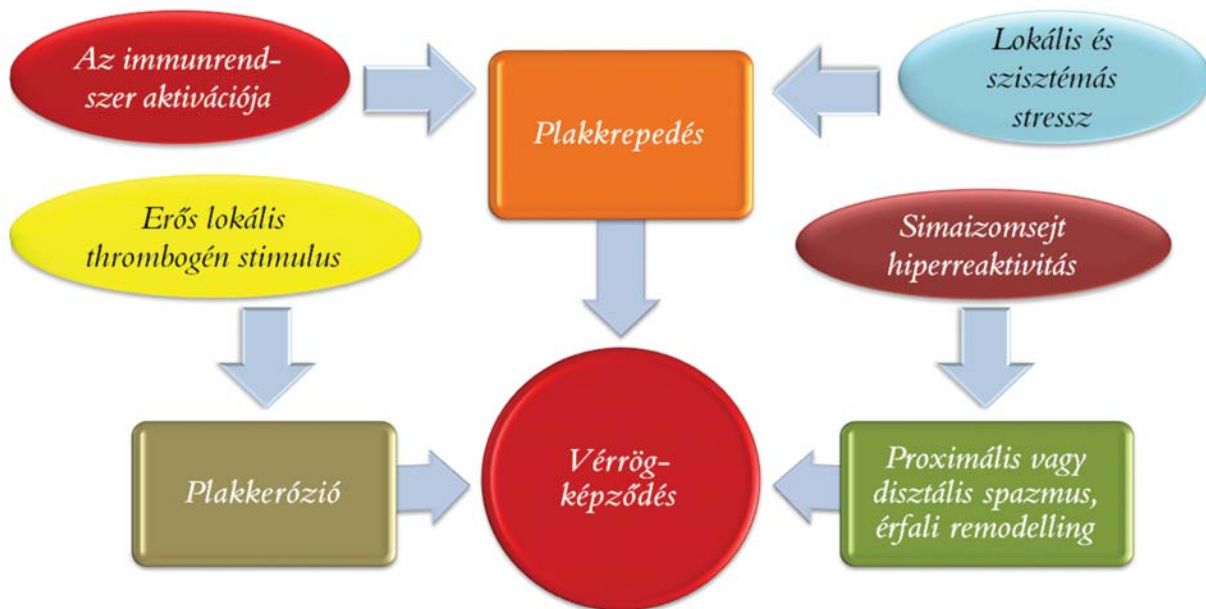 Az immunrend-
szer aktivációja
Plakkrepedés
Lokális és
szisztémás
stressz
Erős lokális
thrombogén stimulus
Simaizomsejt
hiperreaktivitás
Plakkerózió
Vérrög-
képződés
Proximális vagy
disztális spazmus,
érfali remodelling